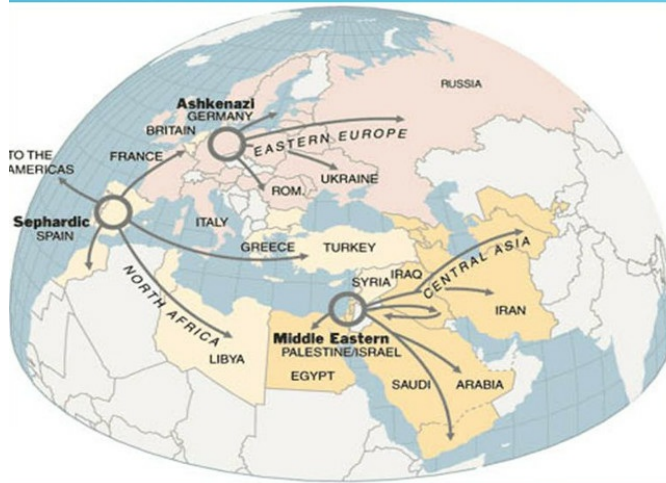 RUSSIA
Ashkenazi
GERMANY
BRITAIN
EASTERN EUROPE
FRANCE
TO THE
AMERICAS
UKRAINE
ROM.
Sephardic
SPAIN
ITALY
GREECE
TURKEY
NORTH AFRICA
SYRIA
IRAQ
CENTRAL ASIA
IRAN
Middle Eastern
PALESTINE/ISRAEL
LIBYA
EGYPT
SAUDI
ARABIA